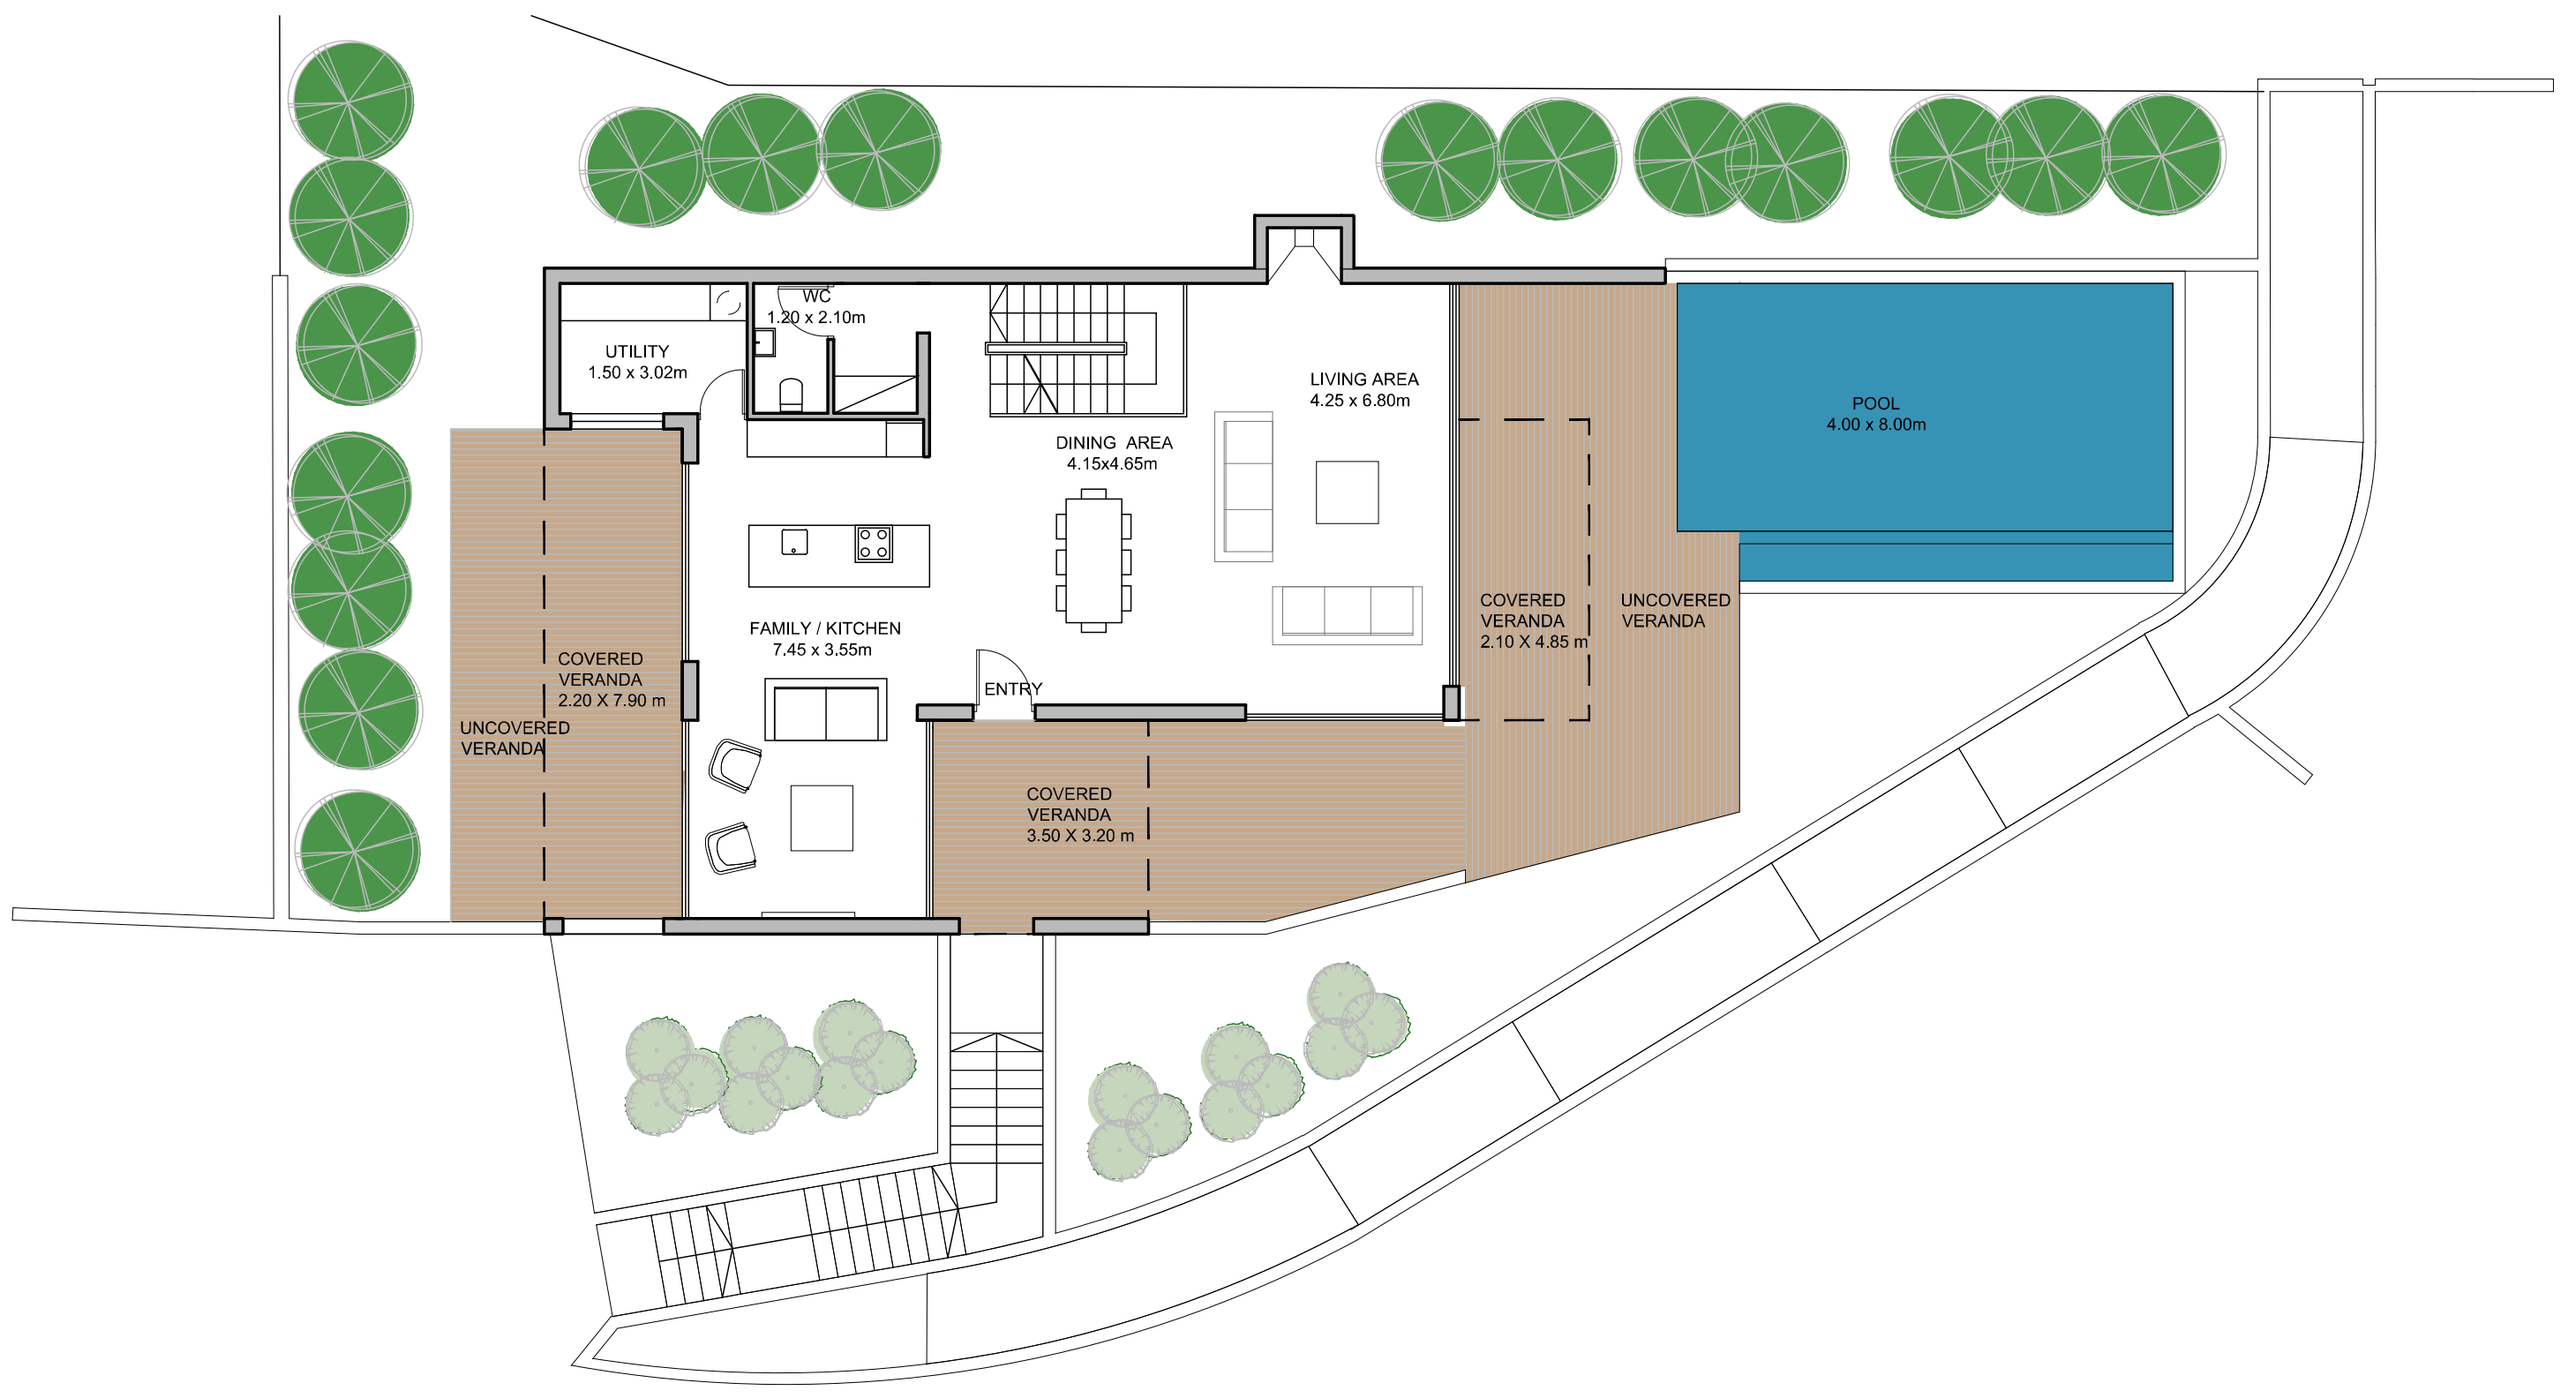 WC
1.20 x 2.10m
UTILITY
1.50 x 3.02m
LIVING AREA
4.25 x 6.80m
POOL
4.00 x 8.00m
DINING AREA
4.15x4.65m
FAMILY / KITCHEN
7.45 x 3.55m
COVERED
VERANDA
2.10 X 4.85 m
UNCOVERED
VERANDA
COVERED
VERANDA
2.20 X 7.90 m
ENTRY
UNCOVERED
VERANDA
COVERED
VERANDA
3.50 X 3.20 m